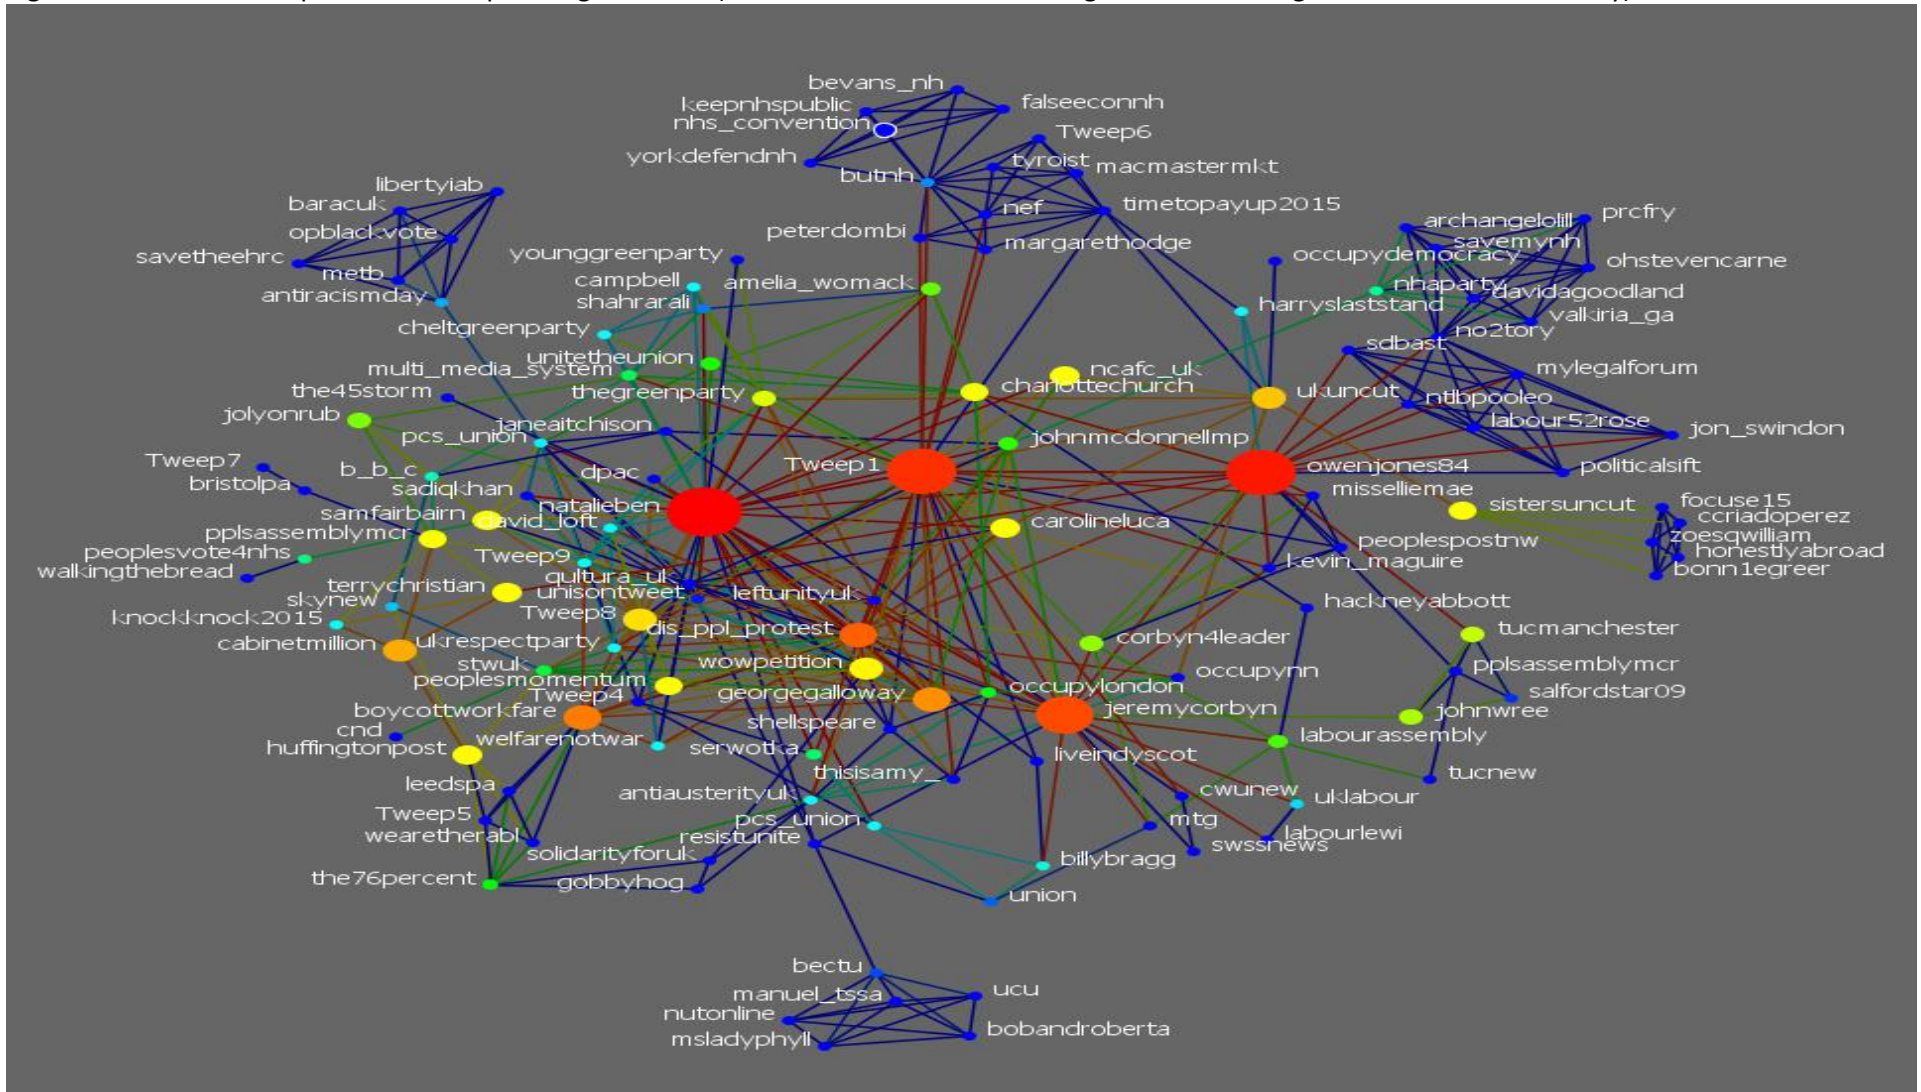 bevans_nh
keepnhspublic
falseeconnh
nhs_convention
Tweep6
yorkdefendnh
tyroist
macmastermkt
butnh
libertyiab
baracuk
nef
timetopayup2015
archangelolill
prcfry
opblack.vote
peterdombi
margarethodge
savemynh
savetheehrc
younggreenparty
occupydemocracy
ohstevencarne
metb
campbell
amelia_womack
nhaparty
davidagoodland
antiracismday
shahrarali
harryslaststand
valkiria_ga
cheltgreenparty
no2tory
unitetheunion
sdbast
multi_media_system
ncafc_uk
mylegalforum
the45storm
thegreenparty
charlottechurch
ukuncut
ntlbpooleo
jolyonrub
janeaitchison
labour52rose
pcs_union
johnmcdonnellmp
jon_swindon
Tweep7
b_b_c
dpac
Tweep1
owenjones84
politicalsift
bristolpa
sadiqkhan
misselliemae
natalieben
sistersuncut
focuse15
samfairbairn
david_loft
carolineluca
ccriadoperez
pplsassemblymcr
zoesqwilliam
peoplesvote4nhs
Tweep9
peoplespostnw
honestlyabroad
walkingthebread
kevin_maguire
bonn1egreer
terrychristian
qultura_ul
skynew
unisontweet
leftunityuk
hackneyabbott
knockknock2015
Tweep8
dis_ppl_protest
tucmanchester
cabinetmillion
ukrespectparty
corbyn4leader
stwuk
wowpetition
occupynn
pplsassemblymcr
peoplesmomentum
Tweep4
georgegalloway
occupylondon
salfordstar09
boycottworkfare
jeremycorbyn
johnwree
cnd
shellspeare
welfarenotwar
labourassembly
huffingtonpost
serwotka
liveindyscot
thisisamy_
tucnew
leedspa
antiausterityuk
cwunew
uklabour
Tweep5
pcs_union
mtg
wearetherabl
resistunite
labourlewi
swssnews
solidarityforuk
billybragg
the76percent
gobbyhog
union
bectu
manuel_tssa
ucu
nutonline
bobandroberta
msladyphyll